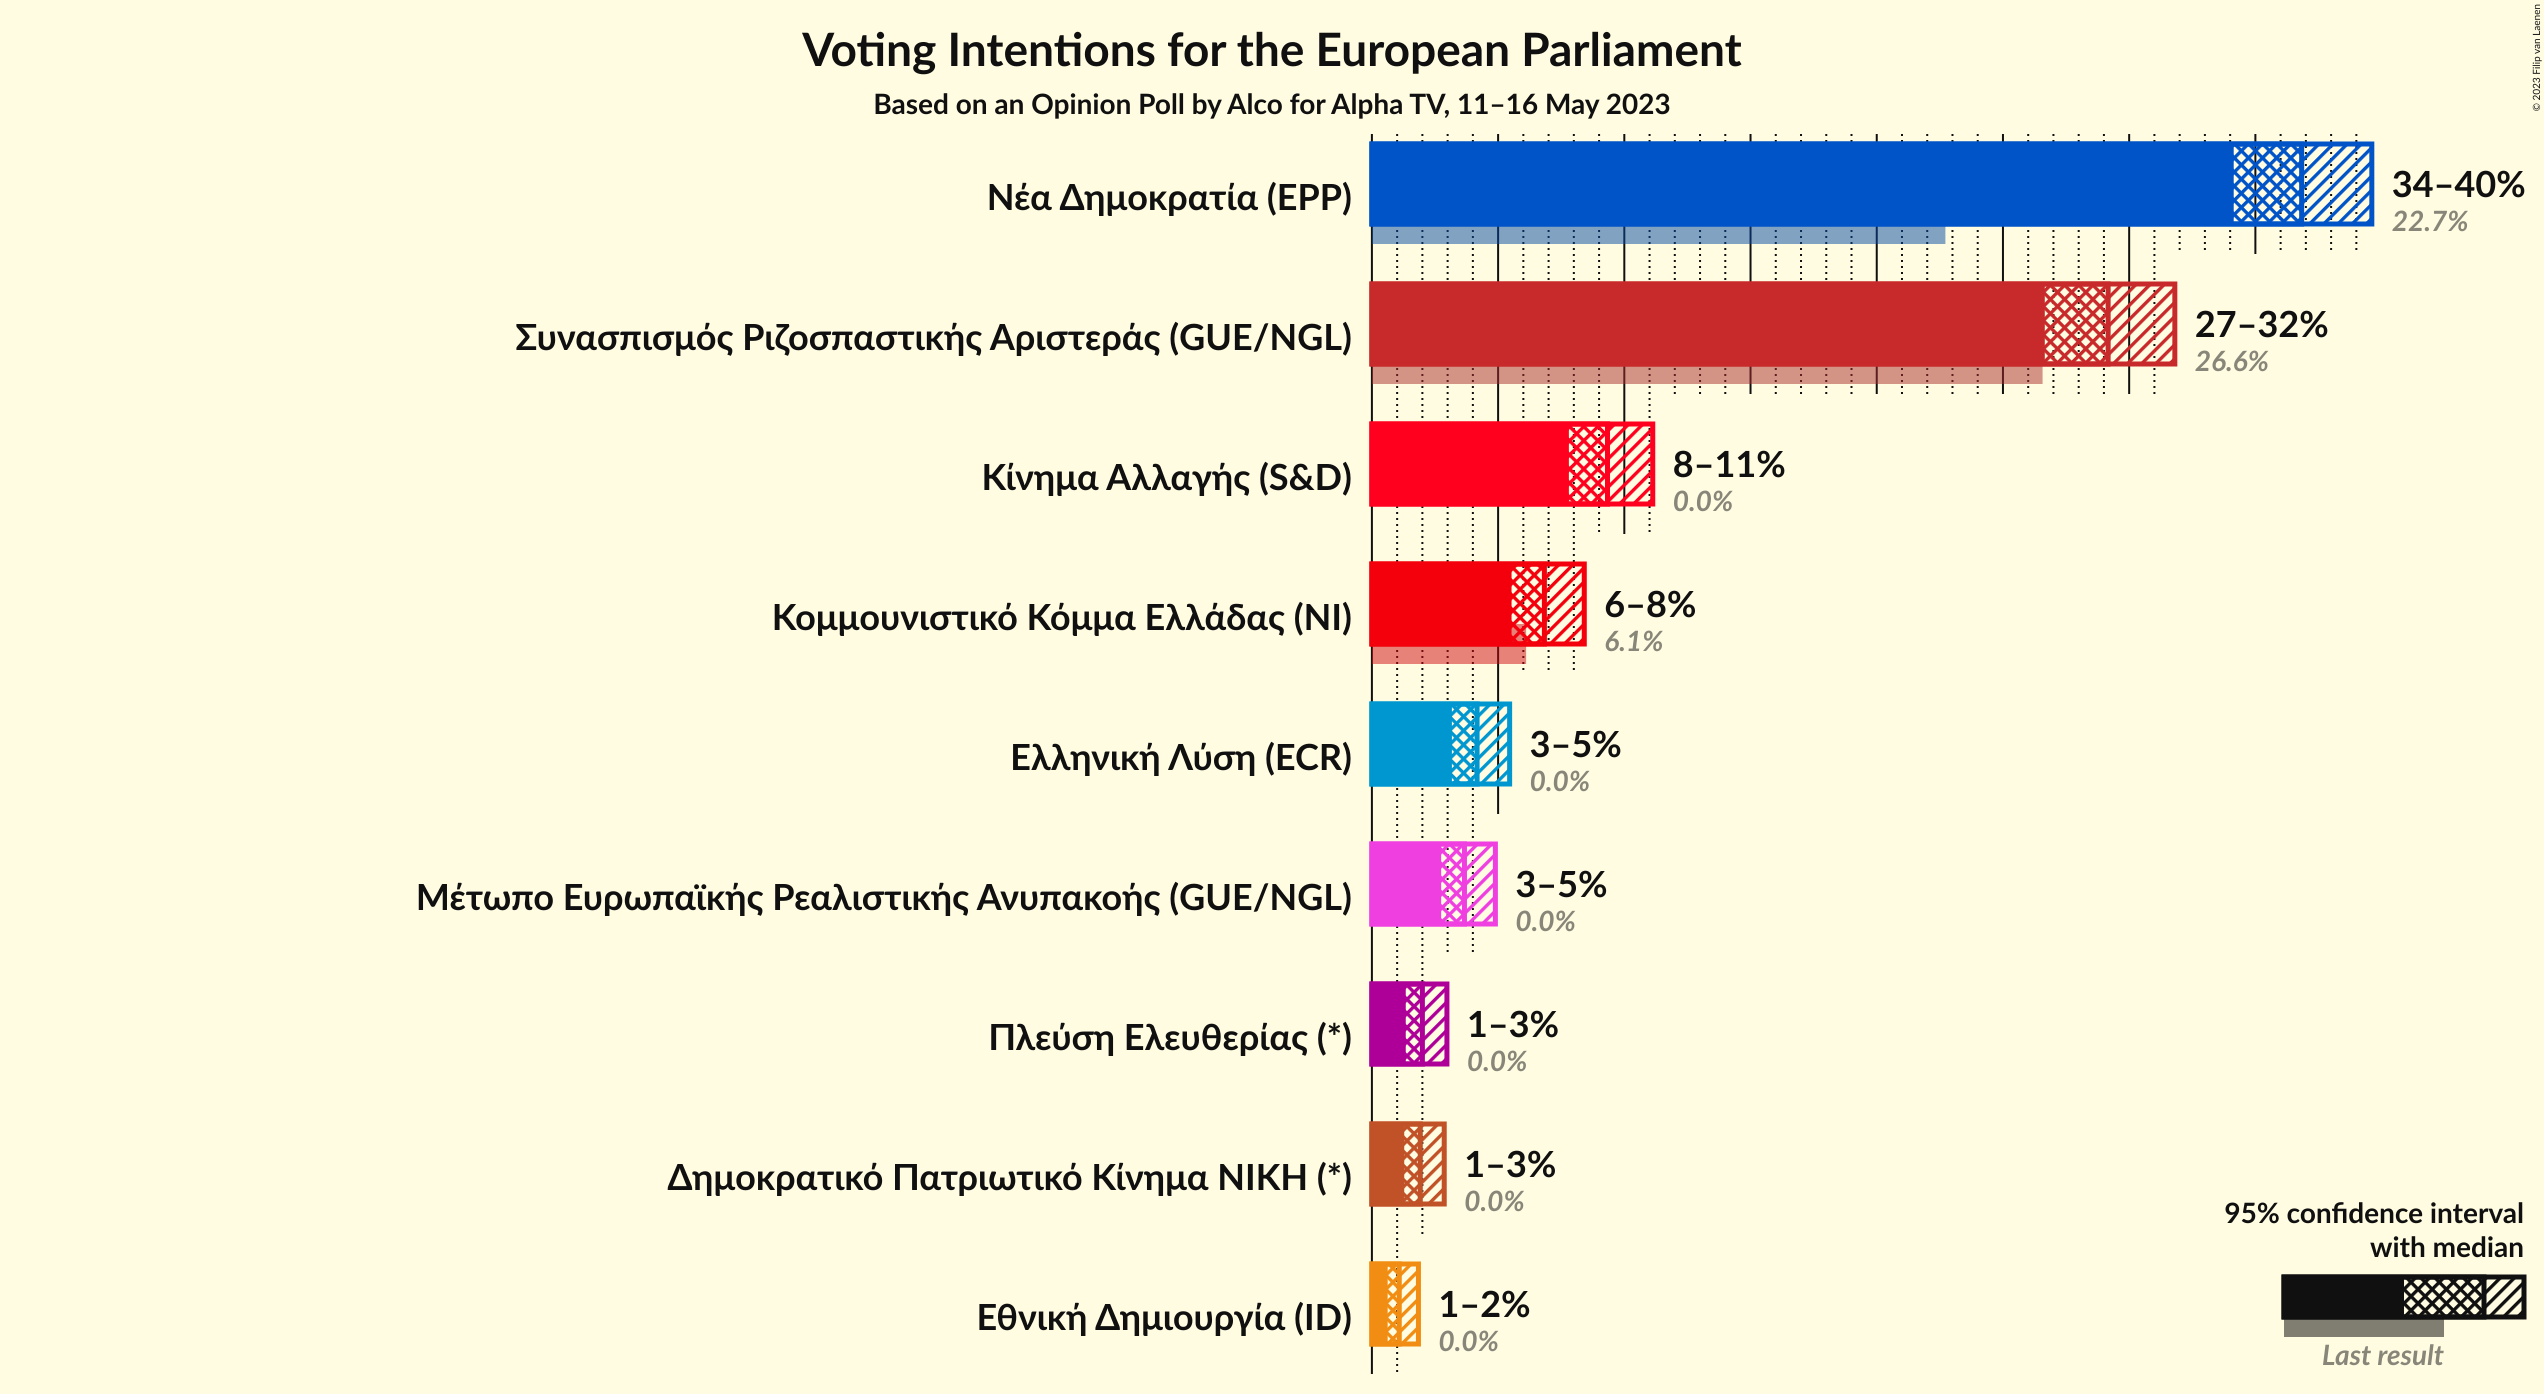 Voting Intentions for the European Parliament
Based on an Opinion Poll by Alco for Alpha TV, 11–16 May 2023
© 2023 Filip van Laenen
Νέα Δημοκρατία (EPP)
34–40%
22.7%
Συνασπισμός Ριζοσπαστικής Αριστεράς (GUE/NGL)
27–32%
26.6%
Κίνημα Αλλαγής (S&D)
8–11%
0.0%
Κομμουνιστικό Κόμμα Ελλάδας (NI)
6–8%
6.1%
Ελληνική Λύση (ECR)
3–5%
0.0%
Μέτωπο Ευρωπαϊκής Ρεαλιστικής Ανυπακοής (GUE/NGL)
3–5%
0.0%
Πλεύση Ελευθερίας (*)
1–3%
0.0%
Δημοκρατικό Πατριωτικό Κίνημα ΝΙΚΗ (*)
1–3%
0.0%
Εθνική Δημιουργία (ID)
1–2%
0.0%
95% confidence interval
with median
Last result